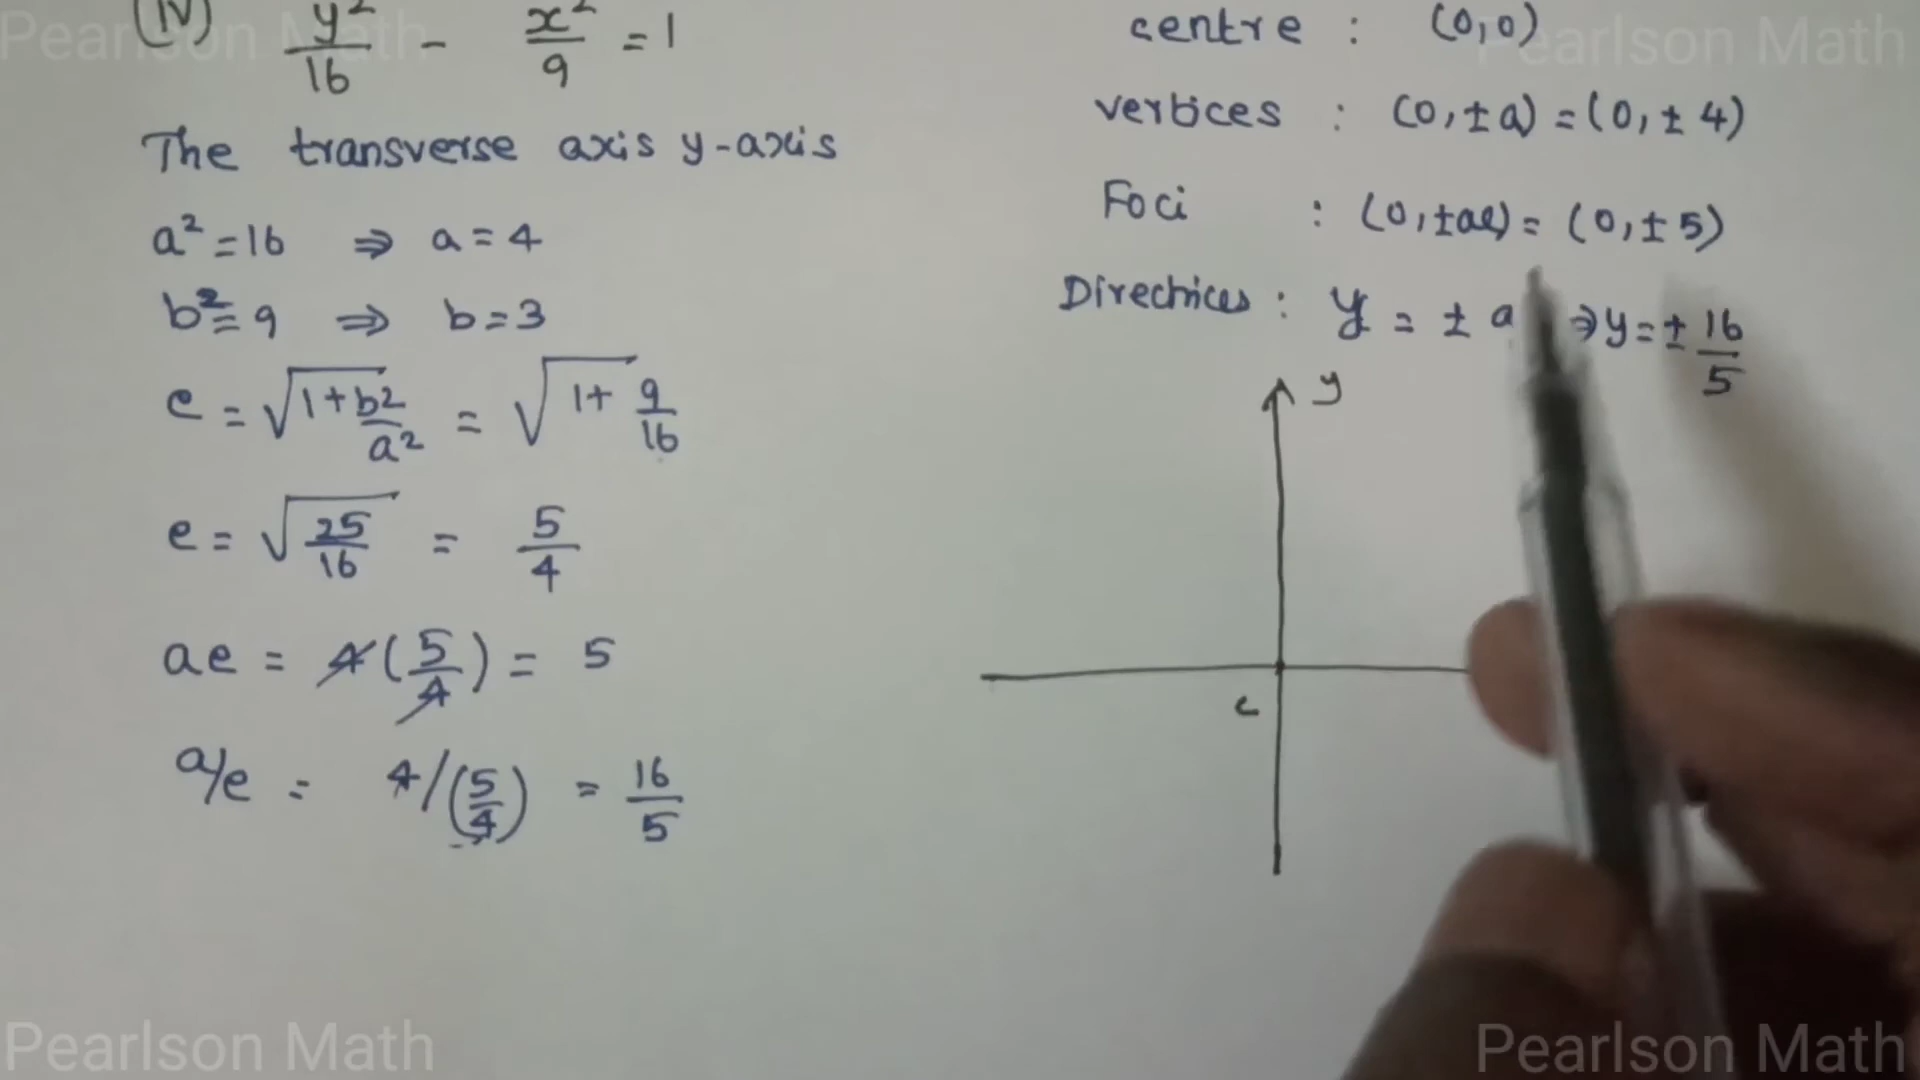 (iv) y²/16 - x²/9 = 1
The transverse axis y-axis
a² = 16 ⇒ a = 4
b² = 9 ⇒ b = 3
e = √1+b²/a² = √1+ 9/16
e = √25/16 = 5/4
ae = 4(5/4) = 5
a/e = 4/(5/4) = 16/5
centre : (0,0)
vertices : (0,±a) = (0,±4)
Foci : (0,±ae) = (0,±5)
Directrices : y = ± a ⇒ y = ± 16/5
y
c
Pearlson Math
Pearlson Math
Pearlson Math
Pearlson Math